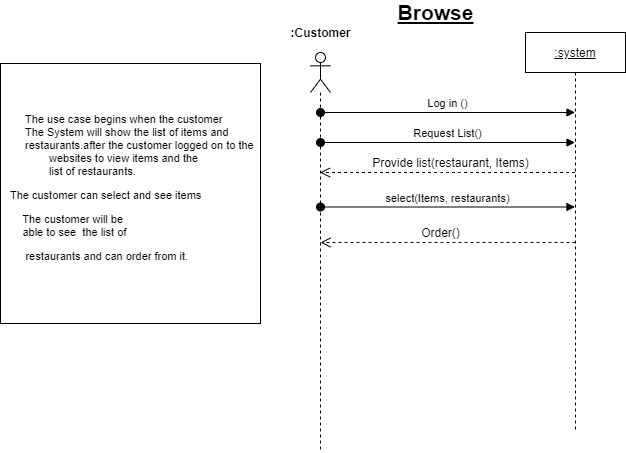 Browse
:Customer
:system
The use case begins when the customer
The System will show the list of items and
restaurants.after the customer logged on to the
websites to view items and the
list of restaurants.
The customer can select and see items
The customer will be
able to see the list of
restaurants and can order from it.
Log in ()
Request List()
Provide list(restaurant, Items)
select(Items, restaurants)
Order()